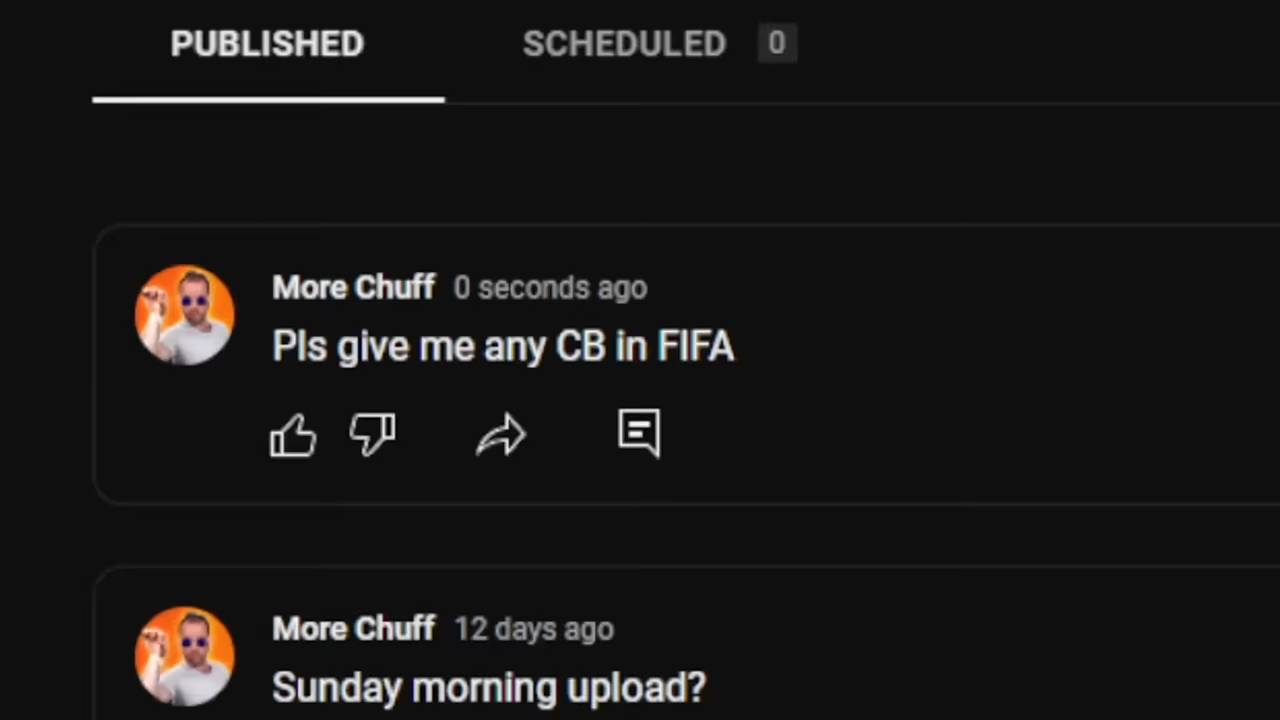 PUBLISHED SCHEDULED 0
More Chuff 0 seconds ago
Pls give me any CB in FIFA
More Chuff 12 days ago
Sunday morning upload?